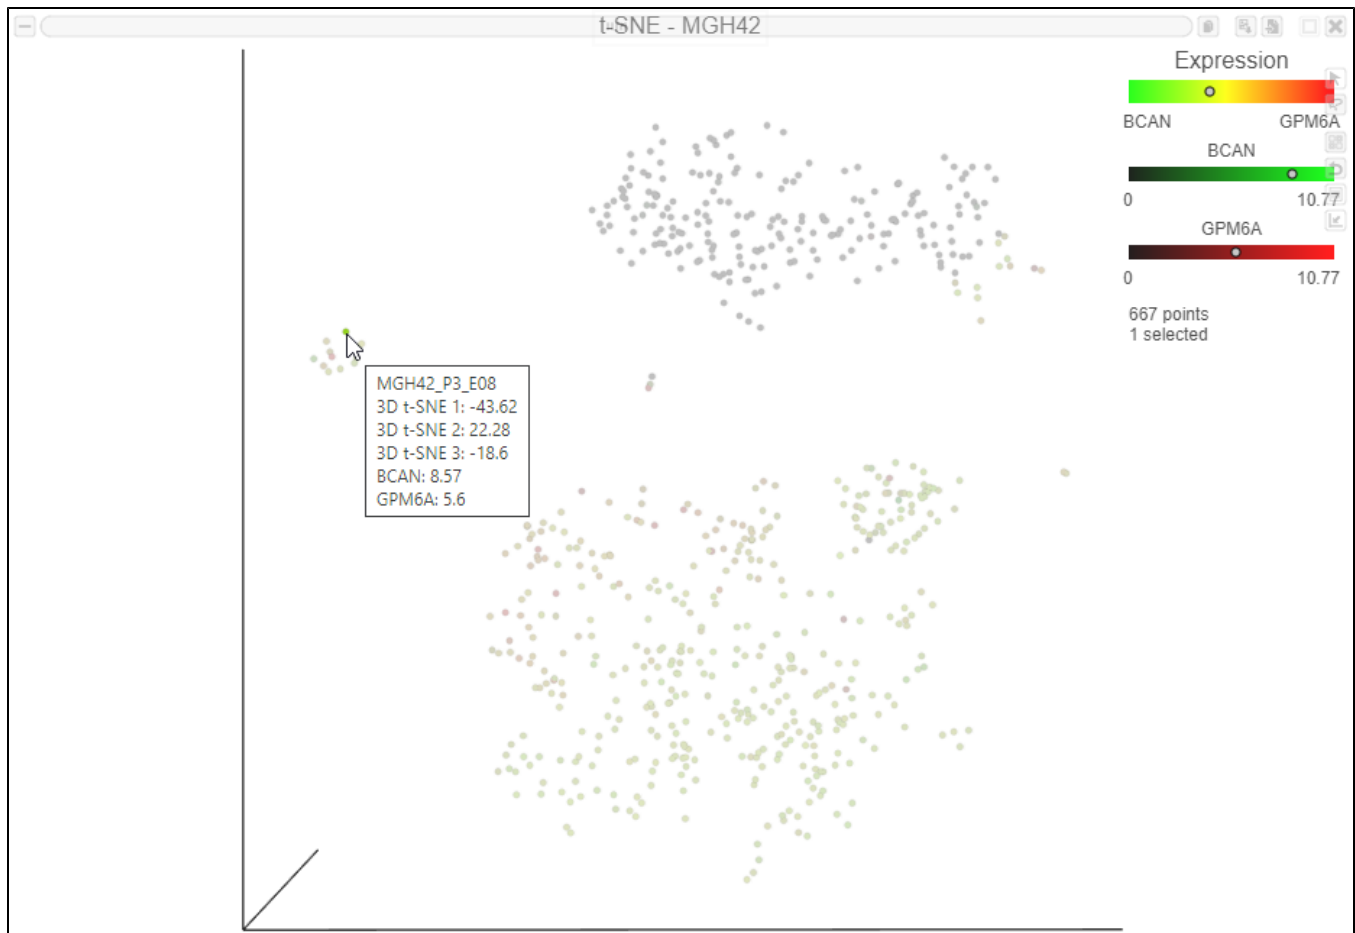 t-SNE - MGH42
Expression
BCAN GPM6A
BCAN
0 10.77
GPM6A
0 10.77
667 points
1 selected
MGH42_P3_E08
3D t-SNE 1: -43.62
3D t-SNE 2: 22.28
3D t-SNE 3: -18.6
BCAN: 8.57
GPM6A: 5.6